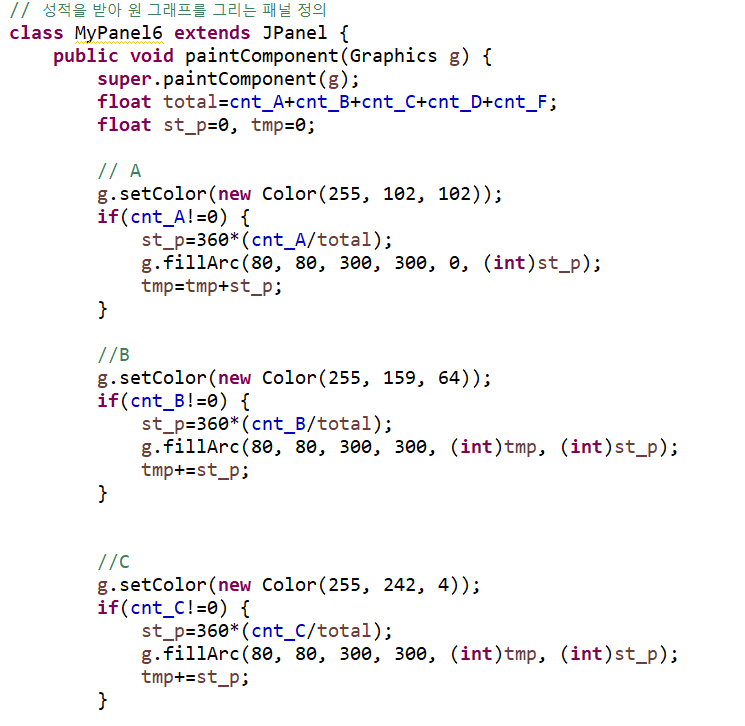 // 성적을 받아 원 그래프를 그리는 패널 정의
class MyPanel6 extends JPanel {
    public void paintComponent(Graphics g) {
        super.paintComponent(g);
        float total=cnt_A+cnt_B+cnt_C+cnt_D+cnt_F;
        float st_p=0, tmp=0;

        // A
        g.setColor(new Color(255, 102, 102));
        if(cnt_A!=0) {
            st_p=360*(cnt_A/total);
            g.fillArc(80, 80, 300, 300, 0, (int)st_p);
            tmp=tmp+st_p;
        }

        //B
        g.setColor(new Color(255, 159, 64));
        if(cnt_B!=0) {
            st_p=360*(cnt_B/total);
            g.fillArc(80, 80, 300, 300, (int)tmp, (int)st_p);
            tmp+=st_p;
        }

        //C
        g.setColor(new Color(255, 242, 4));
        if(cnt_C!=0) {
            st_p=360*(cnt_C/total);
            g.fillArc(80, 80, 300, 300, (int)tmp, (int)st_p);
            tmp+=st_p;
        }